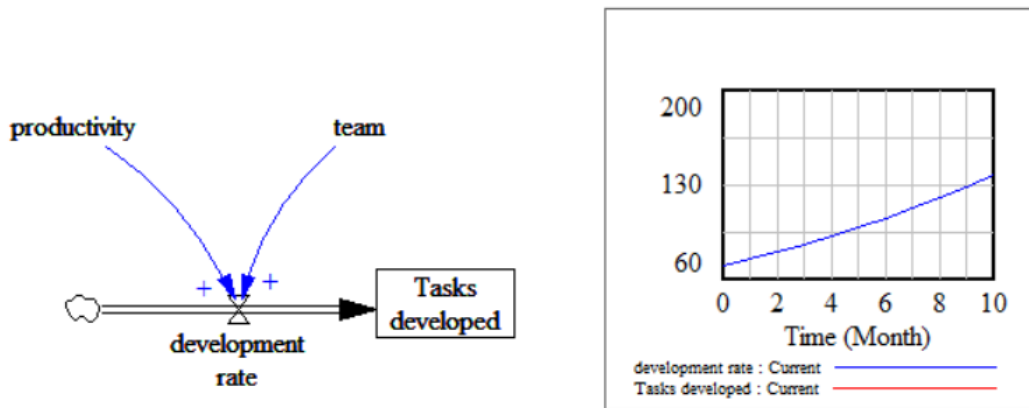 productivity
team
+
+
Tasks
developed
development
rate
200
130
60
0 2 4 6 8 10
Time (Month)
development rate : Current
Tasks developed : Current